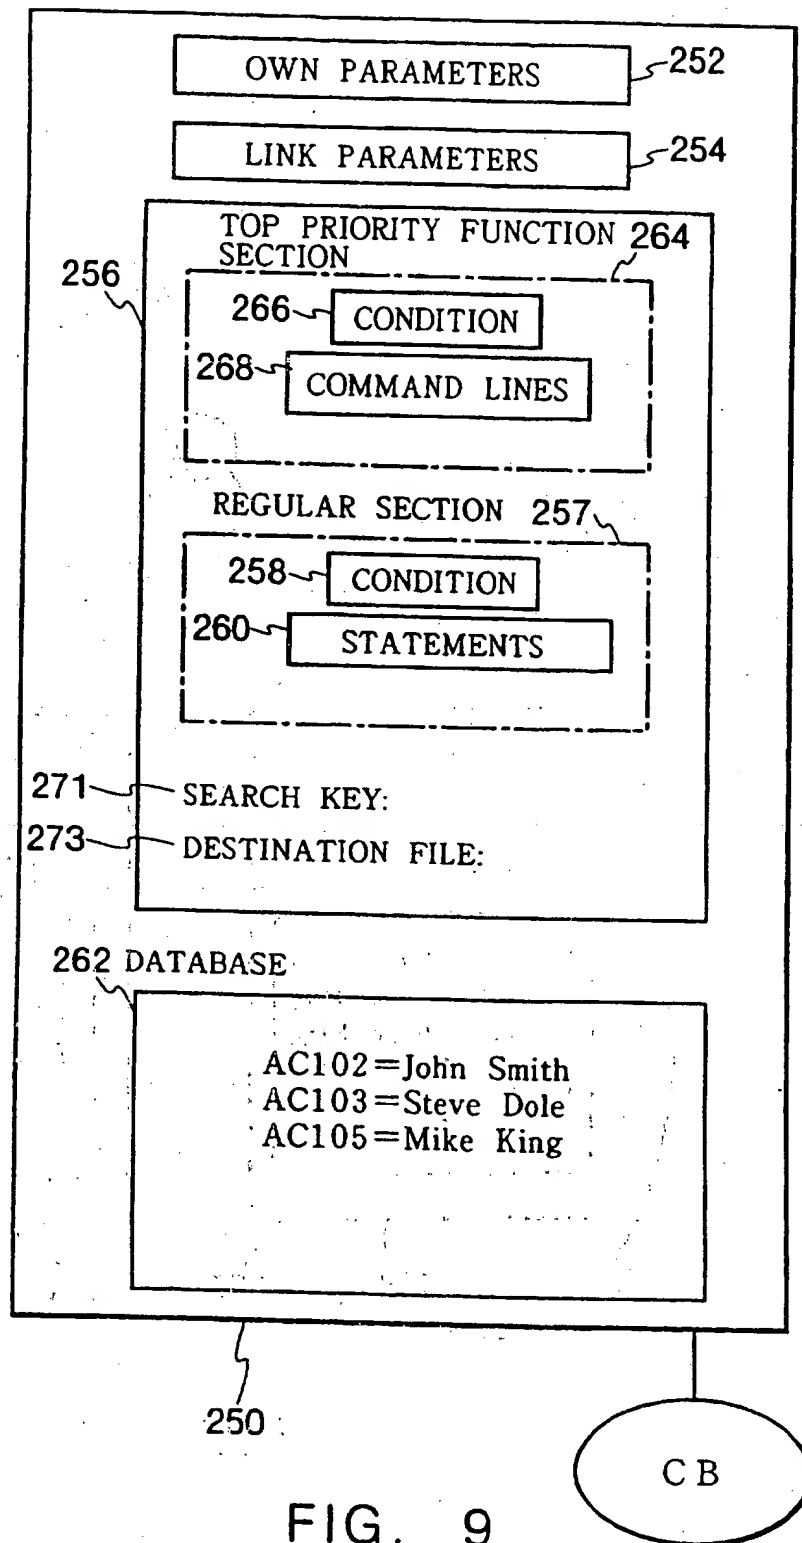 OWN PARAMETERS 252
LINK PARAMETERS 254
TOP PRIORITY FUNCTION 264
SECTION
256
266 CONDITION
268 COMMAND LINES
REGULAR SECTION 257
258 CONDITION
260 STATEMENTS
271 SEARCH KEY:
273 DESTINATION FILE:
262 DATABASE
AC102=John Smith
AC103=Steve Dole
AC105=Mike King
250
CB
FIG. 9